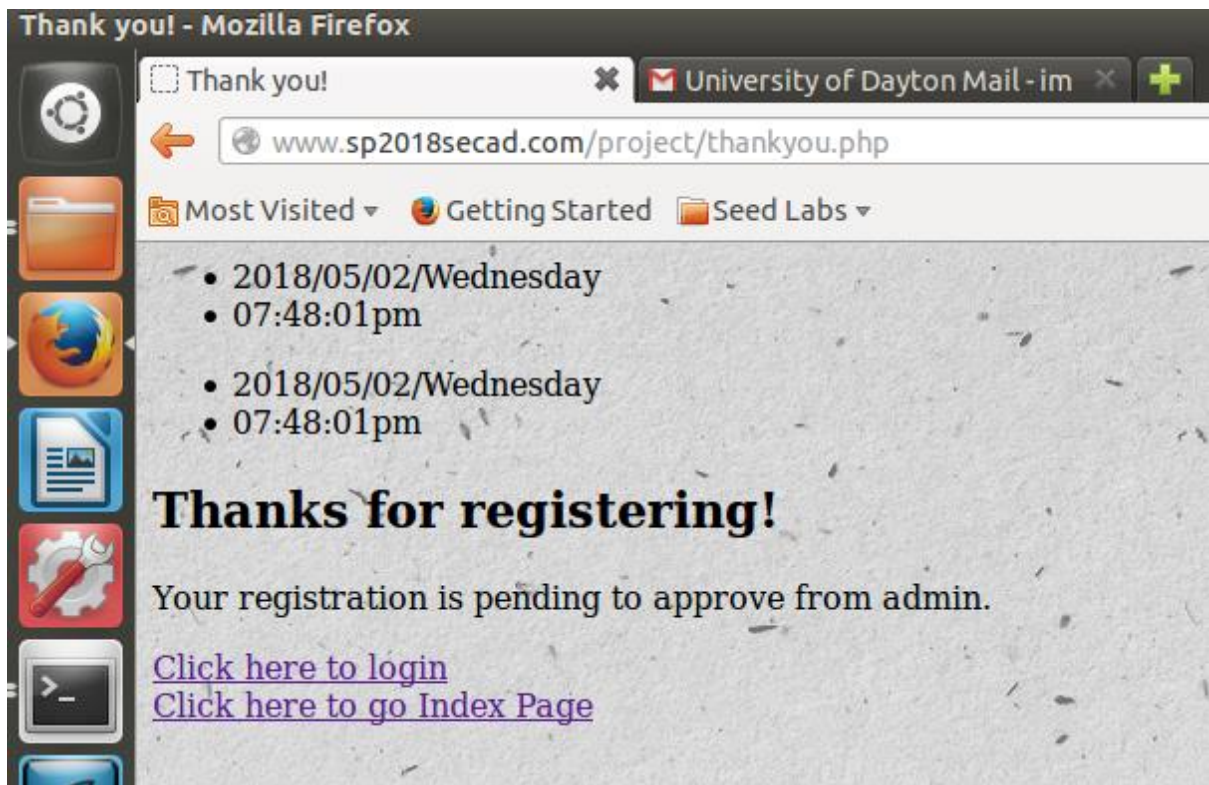 Thank you! - Mozilla Firefox
Thank you!
University of Dayton Mail - im
www.sp2018secad.com/project/thankyou.php
Most Visited
Getting Started
Seed Labs
2018/05/02/Wednesday
07:48:01pm
2018/05/02/Wednesday
07:48:01pm
Thanks for registering!
Your registration is pending to approve from admin.
Click here to login
Click here to go Index Page